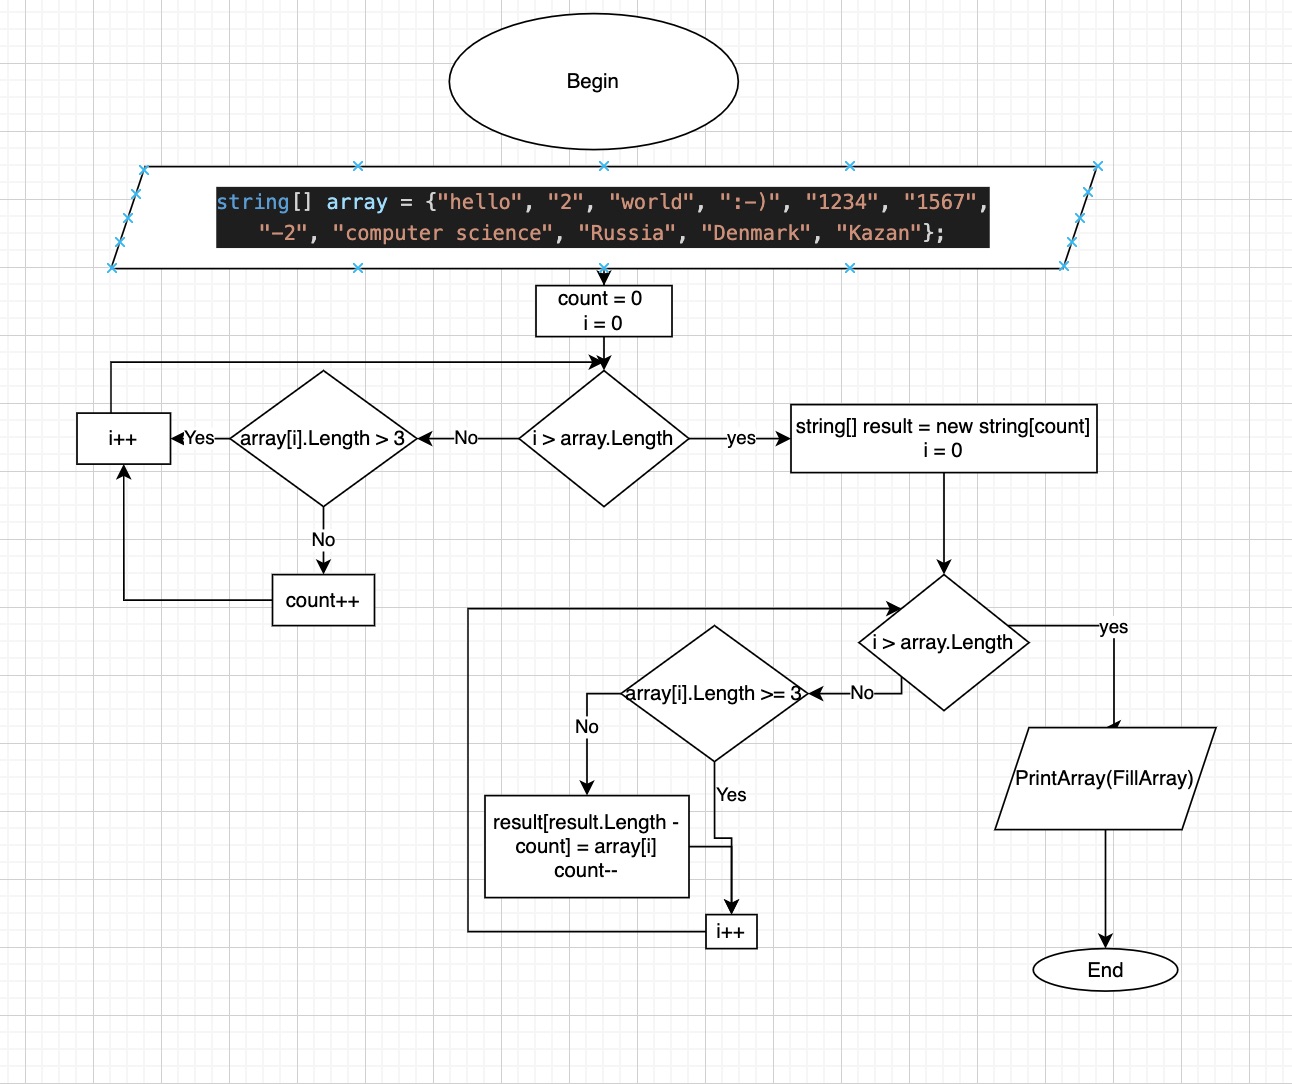 Begin
string[] array = {"hello", "2", "world", ":-)", "1234", "1567",
"-2", "computer science", "Russia", "Denmark", "Kazan"};
count = 0
i = 0
i++
Yes
array[i].Length > 3
No
i > array.Length
yes
string[] result = new string[count]
i = 0
No
count++
i > array.Length
yes
array[i].Length >= 3
No
No
Yes
PrintArray(FillArray)
result[result.Length -
count] = array[i]
count--
i++
End